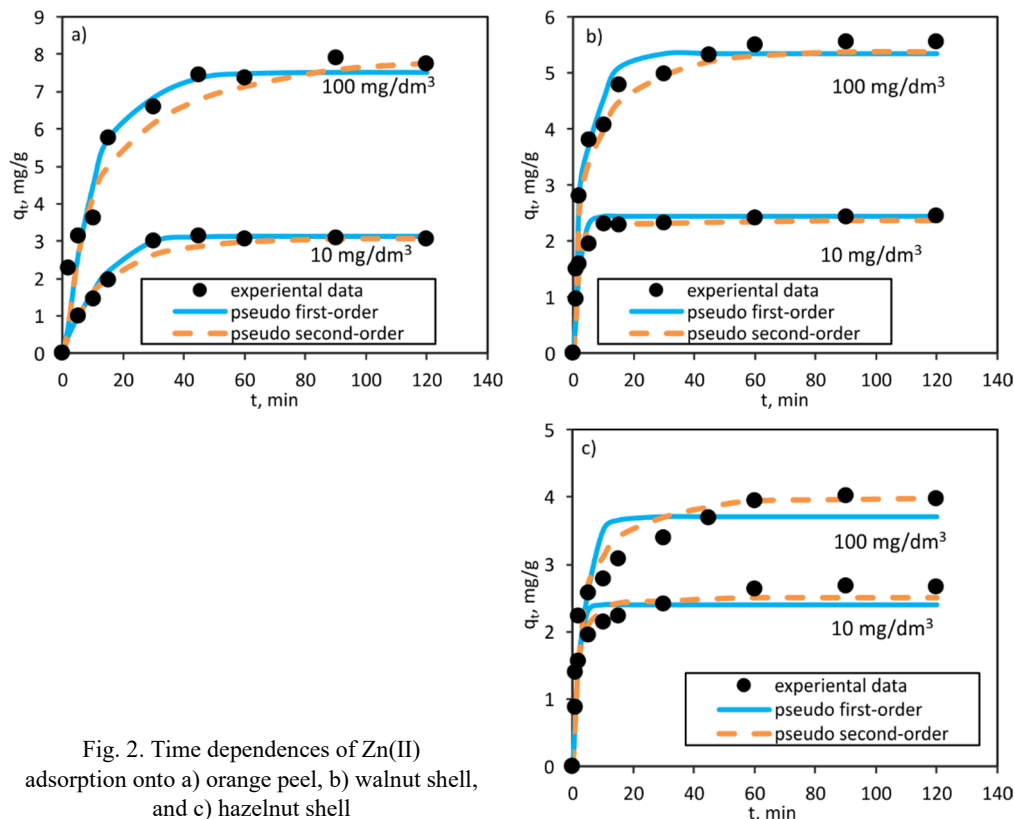 a)
9
8
7
6
5
4
3
2
1
0
qt, mg/g
100 mg/dm³
10 mg/dm³
experiental data
pseudo first-order
pseudo second-order
0 20 40 60 80 100 120 140
t, min
b)
6
5
4
3
2
1
0
qt, mg/g
100 mg/dm³
10 mg/dm³
experiental data
pseudo first-order
pseudo second-order
0 20 40 60 80 100 120 140
t, min
c)
5
4
3
2
1
0
qt, mg/g
100 mg/dm³
10 mg/dm³
experiental data
pseudo first-order
pseudo second-order
0 20 40 60 80 100 120 140
t, min
Fig. 2. Time dependences of Zn(II)
adsorption onto a) orange peel, b) walnut shell,
and c) hazelnut shell